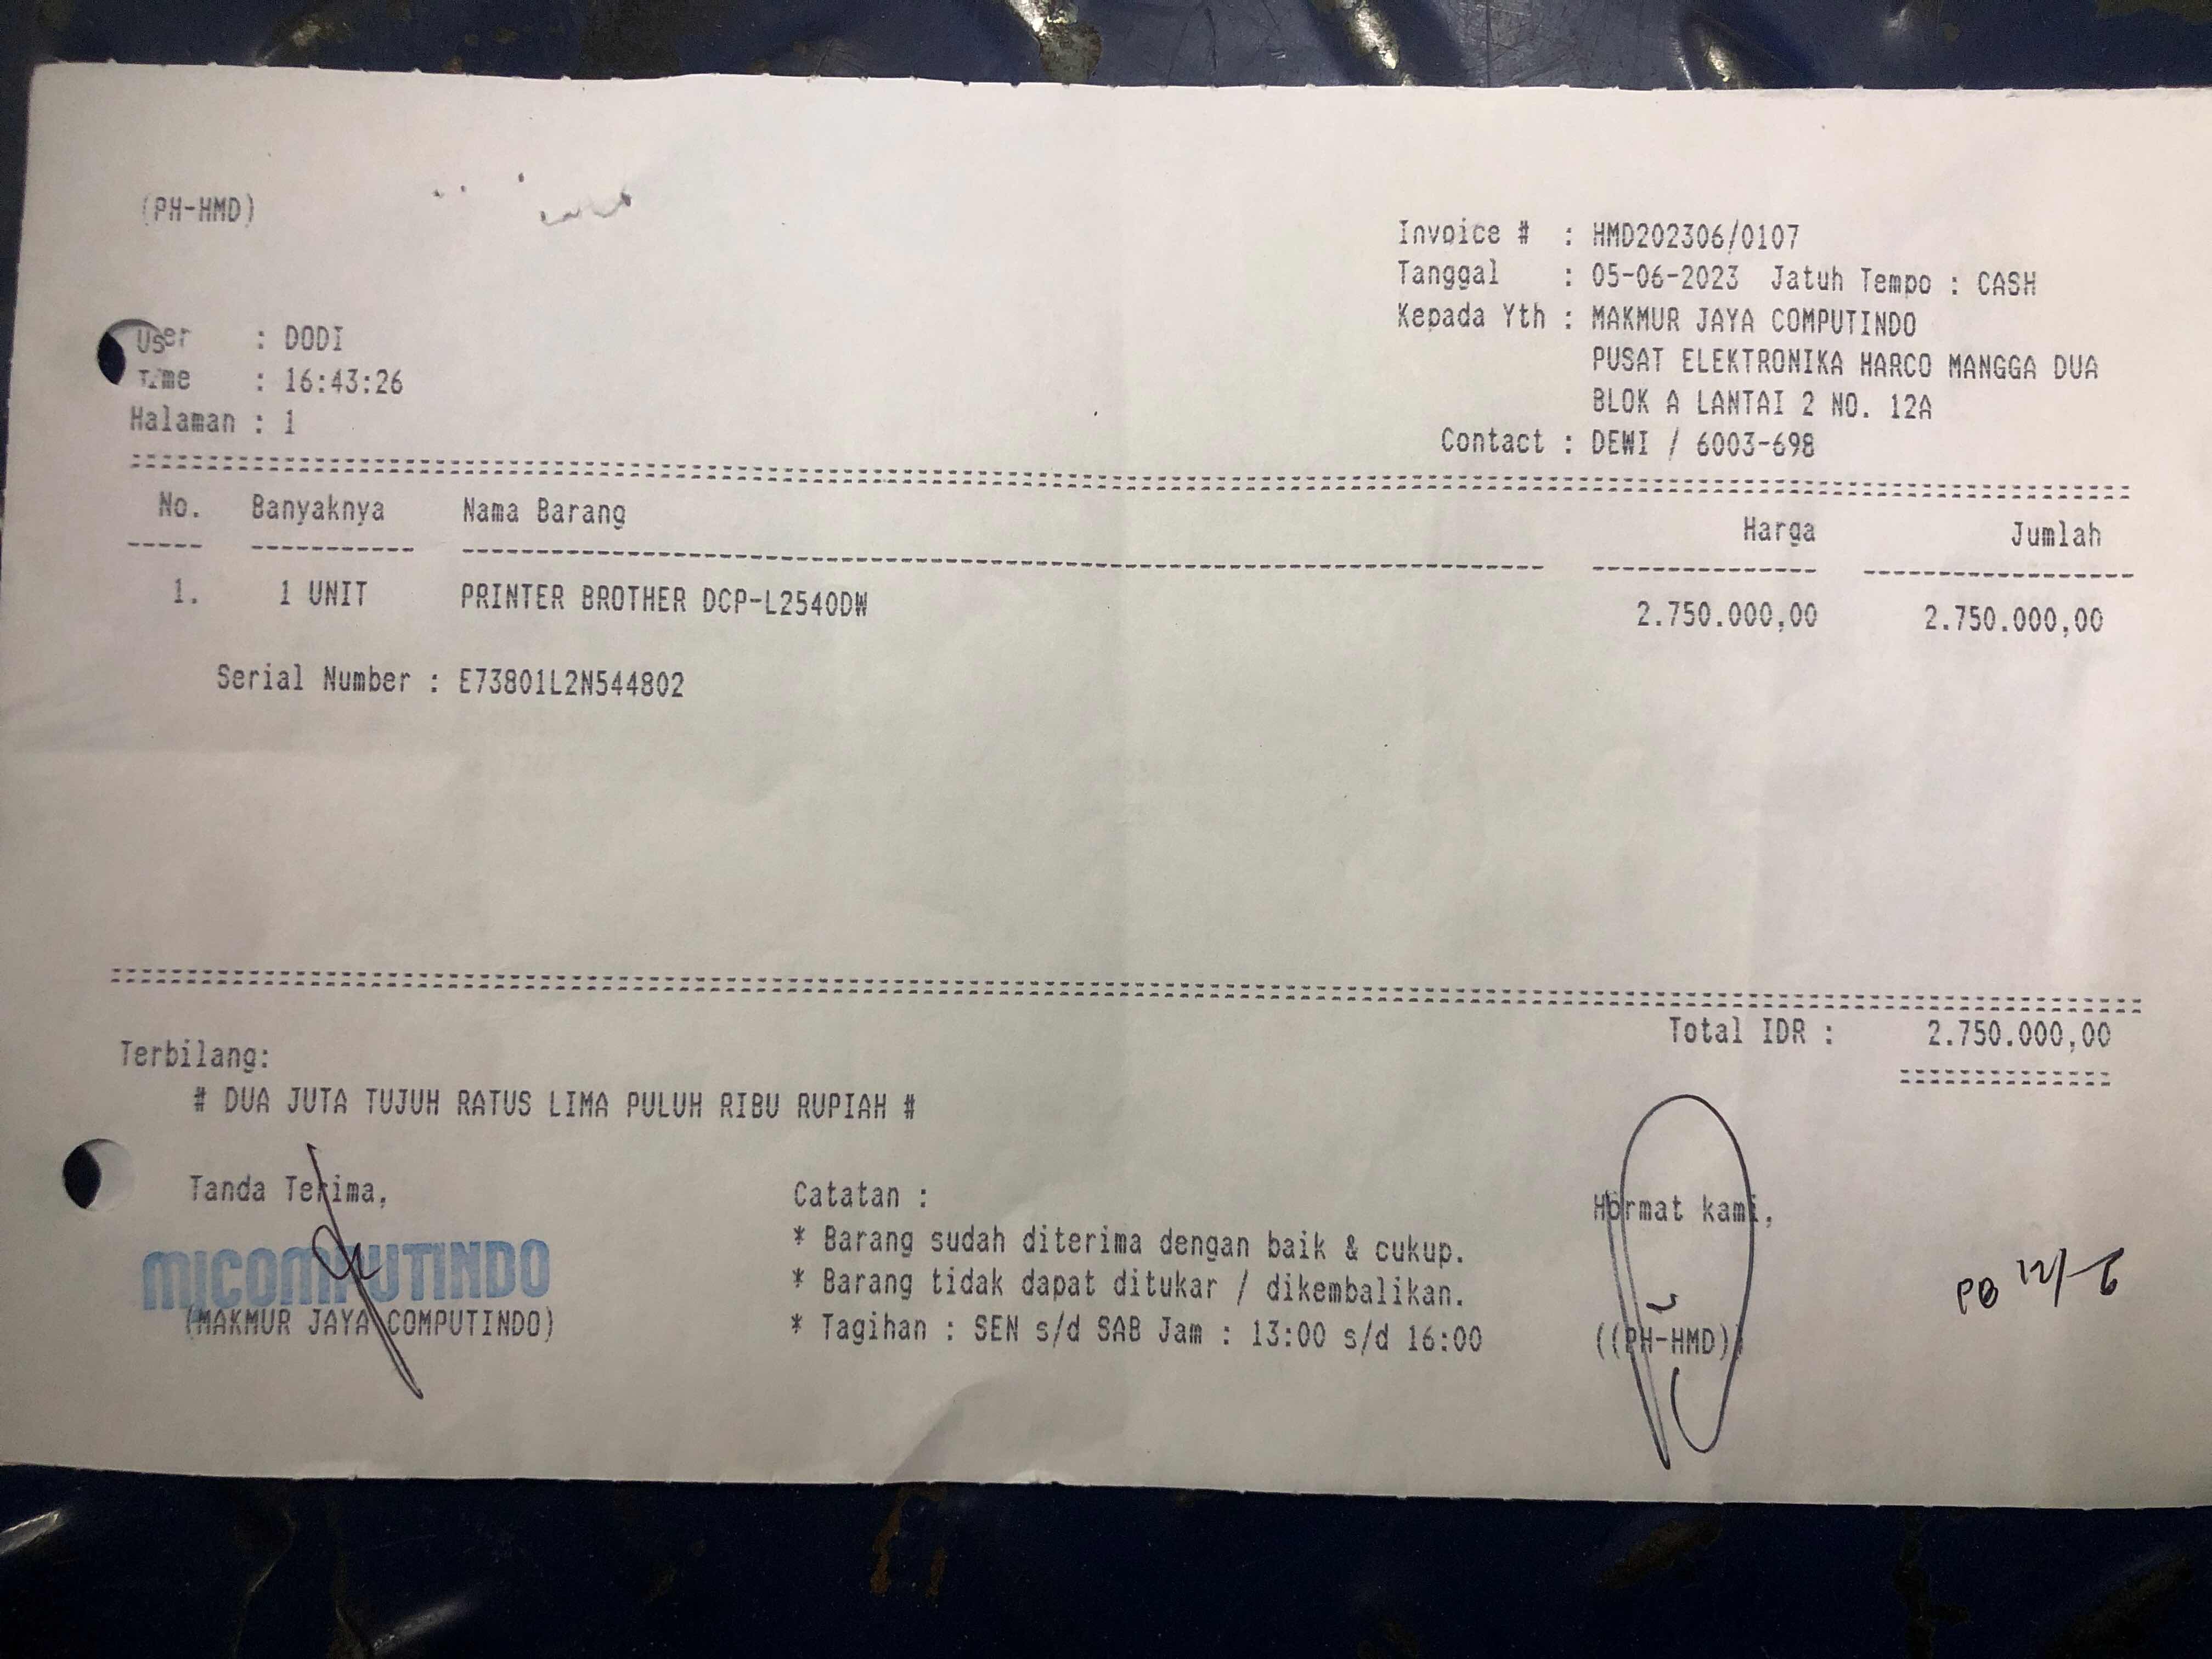 (PH-HMD)
Invoice # : HMD202306/0107
Tanggal : 05-06-2023 Jatuh Tempo : CASH
Kepada Yth : MAKMUR JAYA COMPUTINDO
PUSAT ELEKTRONIKA HARCO MANGGA DUA
BLOK A LANTAI 2 NO. 12A
Contact : DEWI / 6003-698
User : DODI
Time : 16:43:26
Halaman : 1
No. Banyaknya Nama Barang Harga Jumlah
1. 1 UNIT PRINTER BROTHER DCP-L2540DW 2.750.000,00 2.750.000,00
Serial Number : E73801L2N544802
Total IDR : 2.750.000,00
Terbilang:
# DUA JUTA TUJUH RATUS LIMA PULUH RIBU RUPIAH #
Tanda Terima,
MJCOMPUTINDO
(MAKMUR JAYA COMPUTINDO)
Catatan :
* Barang sudah diterima dengan baik & cukup.
* Barang tidak dapat ditukar / dikembalikan.
* Tagihan : SEN s/d SAB Jam : 13:00 s/d 16:00
Hormat kami,
((PH-HMD))
12/-6